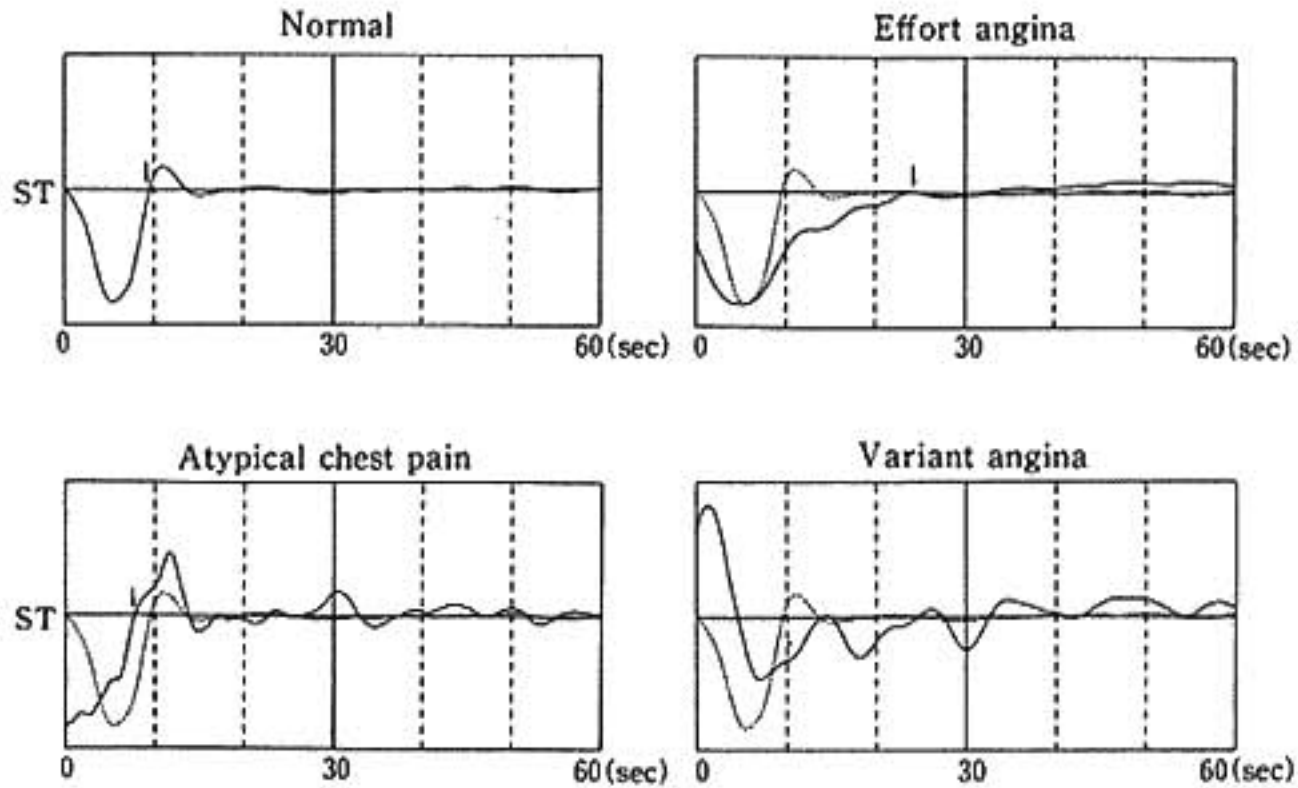 Normal
Effort angina
ST
0 30 60(sec)
0 30 60(sec)
Atypical chest pain
Variant angina
ST
0 30 60(sec)
0 30 60(sec)